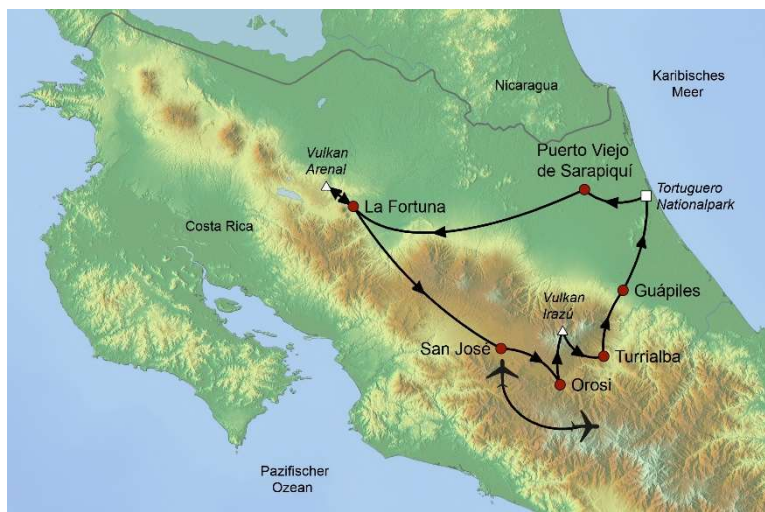 Nicaragua
Karibisches
Meer
Puerto Viejo
de Sarapiquí
Vulkan
Arenal
Tortuguero
Nationalpark
La Fortuna
Costa Rica
Guápiles
Vulkan
Irazú
San José
Turrialba
Orosi
Pazifischer
Ozean